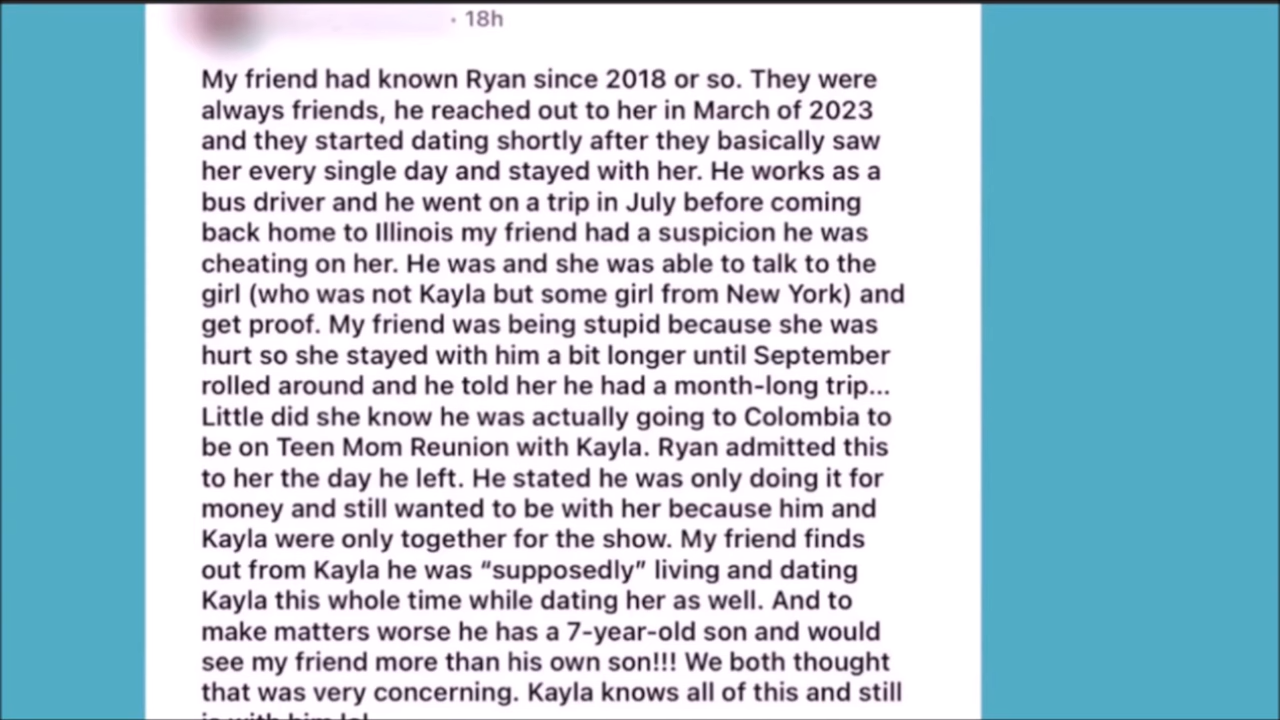 · 18h
My friend had known Ryan since 2018 or so. They were
always friends, he reached out to her in March of 2023
and they started dating shortly after they basically saw
her every single day and stayed with her. He works as a
bus driver and he went on a trip in July before coming
back home to Illinois my friend had a suspicion he was
cheating on her. He was and she was able to talk to the
girl (who was not Kayla but some girl from New York) and
get proof. My friend was being stupid because she was
hurt so she stayed with him a bit longer until September
rolled around and he told her he had a month-long trip...
Little did she know he was actually going to Colombia to
be on Teen Mom Reunion with Kayla. Ryan admitted this
to her the day he left. He stated he was only doing it for
money and still wanted to be with her because him and
Kayla were only together for the show. My friend finds
out from Kayla he was “supposedly” living and dating
Kayla this whole time while dating her as well. And to
make matters worse he has a 7-year-old son and would
see my friend more than his own son!!! We both thought
that was very concerning. Kayla knows all of this and still
is with him lol